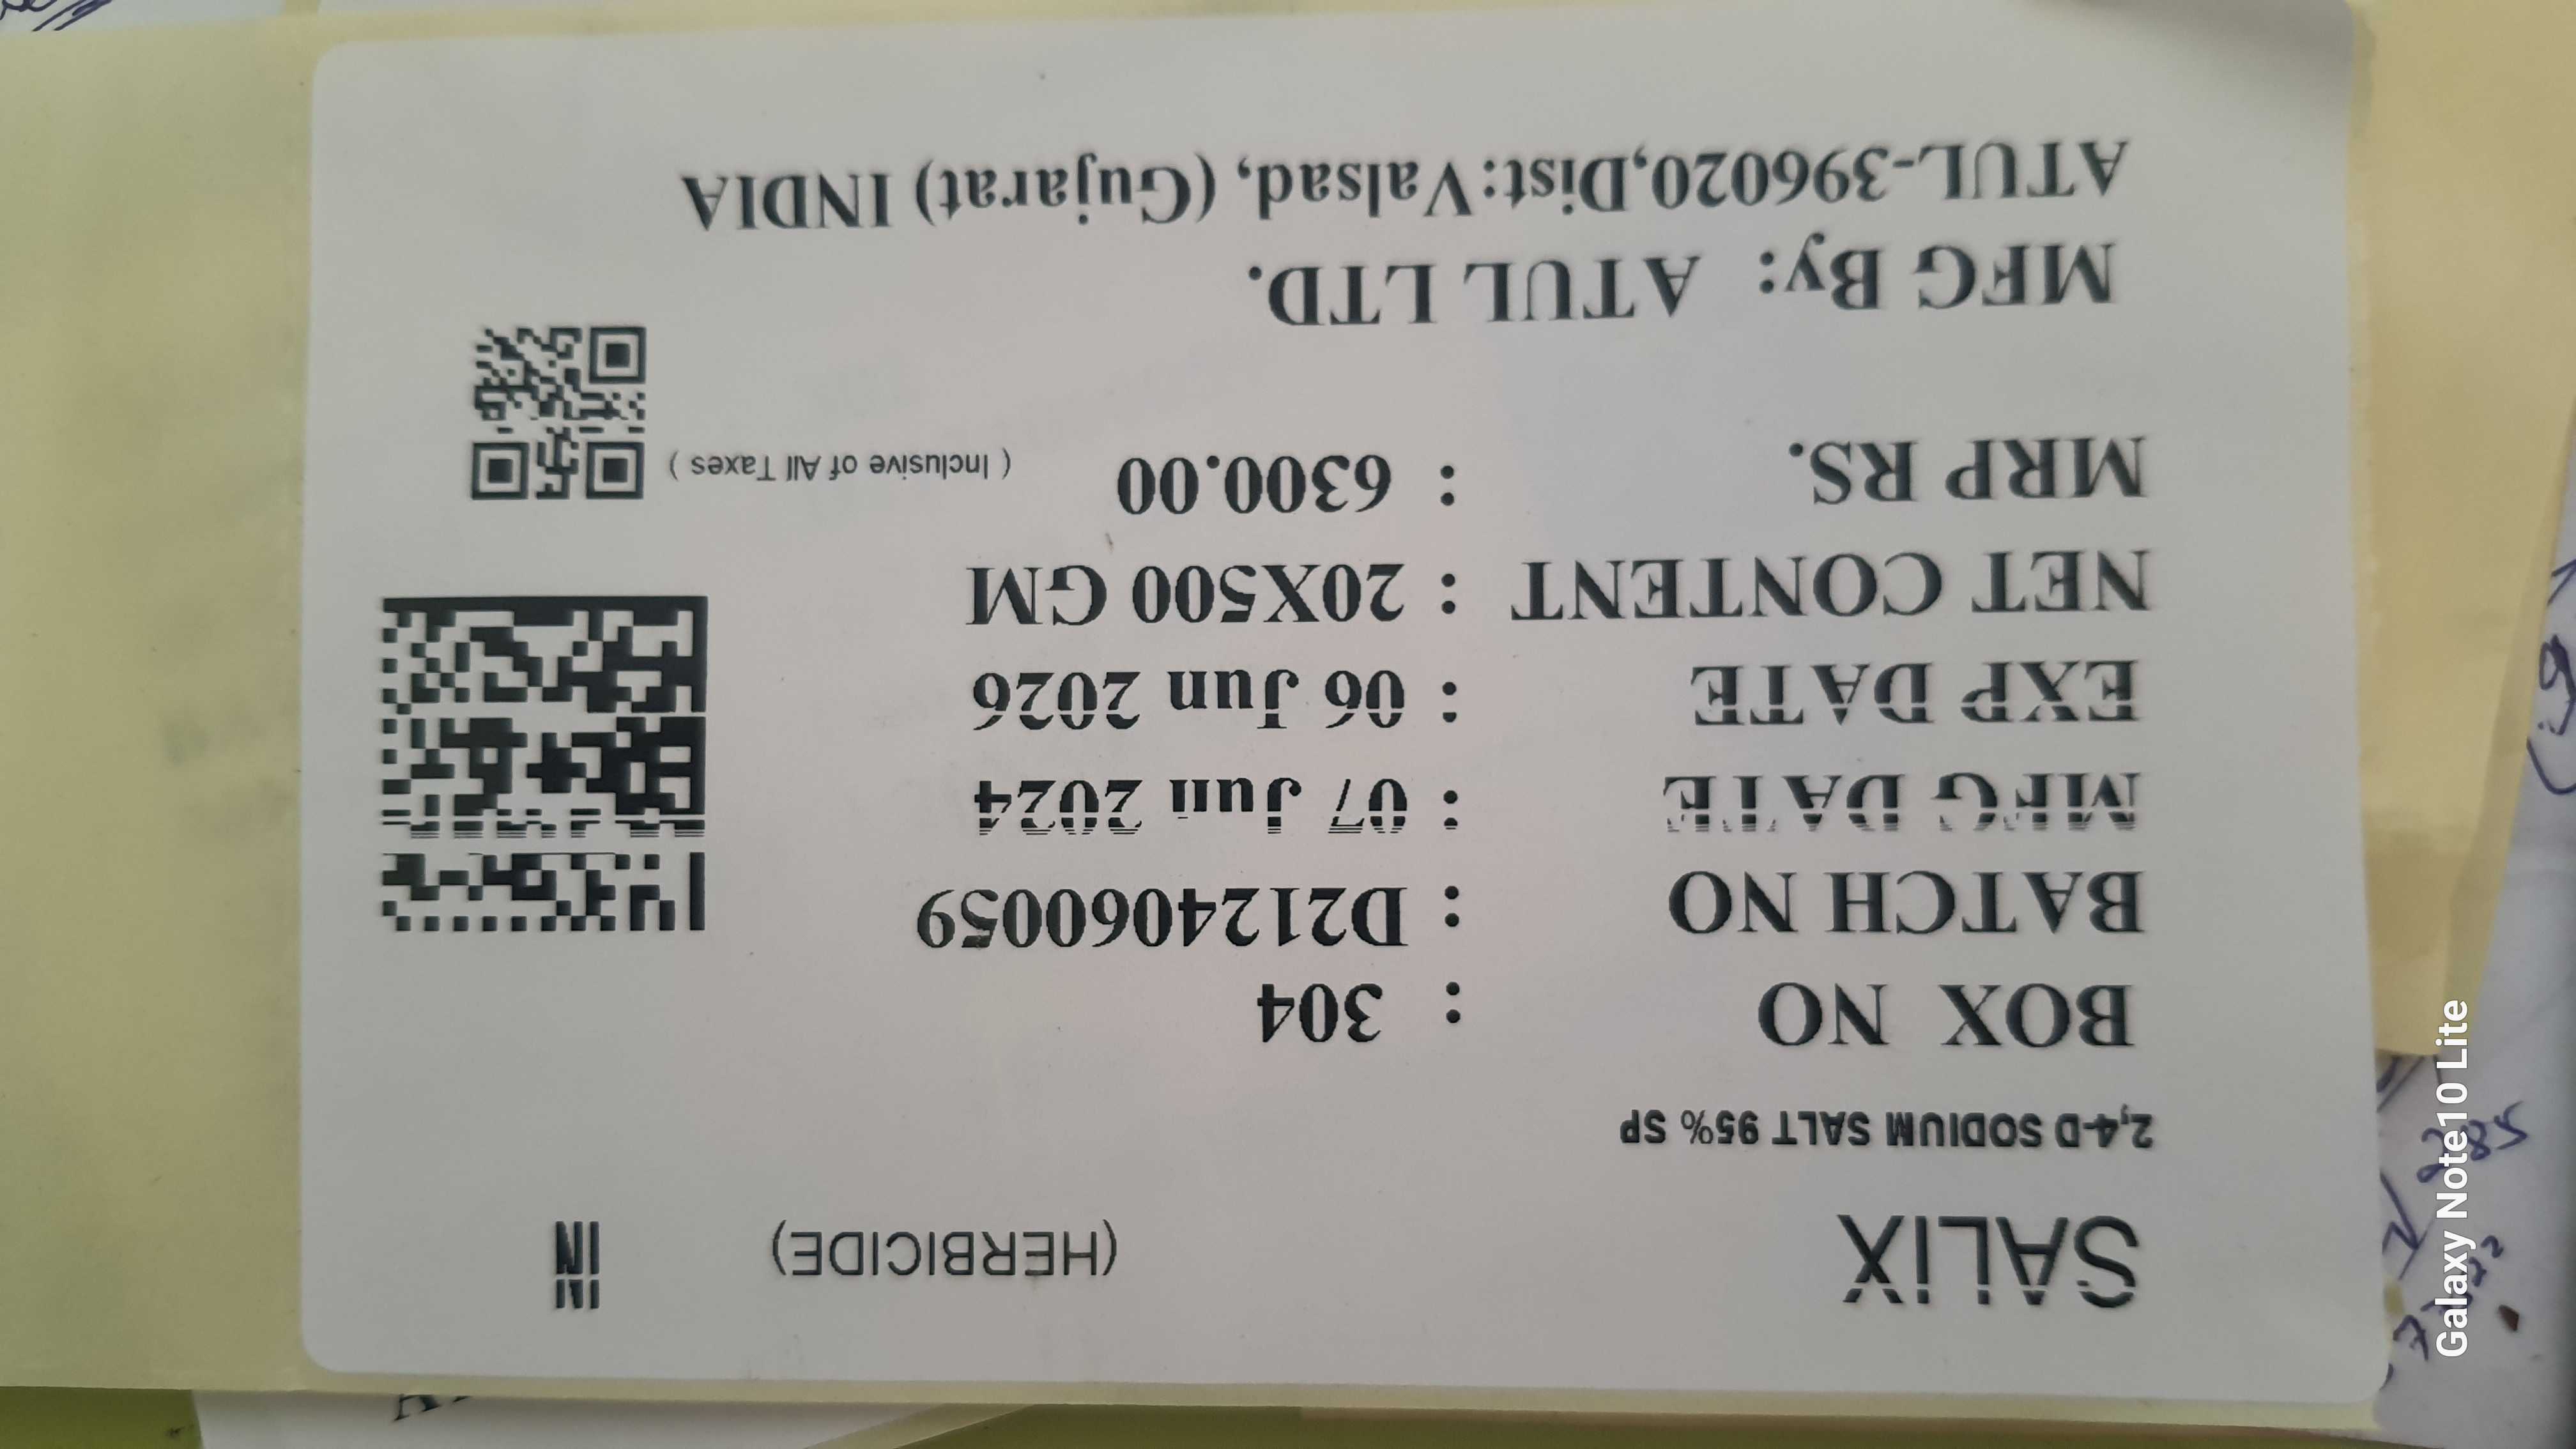 SALIX (HERBICIDE) IN
2,4-D SODIUM SALT 95% SP
BOX NO : 304
BATCH NO : D2124060059
MFG DATE : 07 Jun 2024
EXP DATE : 06 Jun 2026
NET CONTENT : 20X500 GM
MRP RS. : 6300.00 ( Inclusive of All Taxes )
MFG By: ATUL LTD.
ATUL-396020,Dist:Valsad, (Gujarat) INDIA
Galaxy Note10 Lite